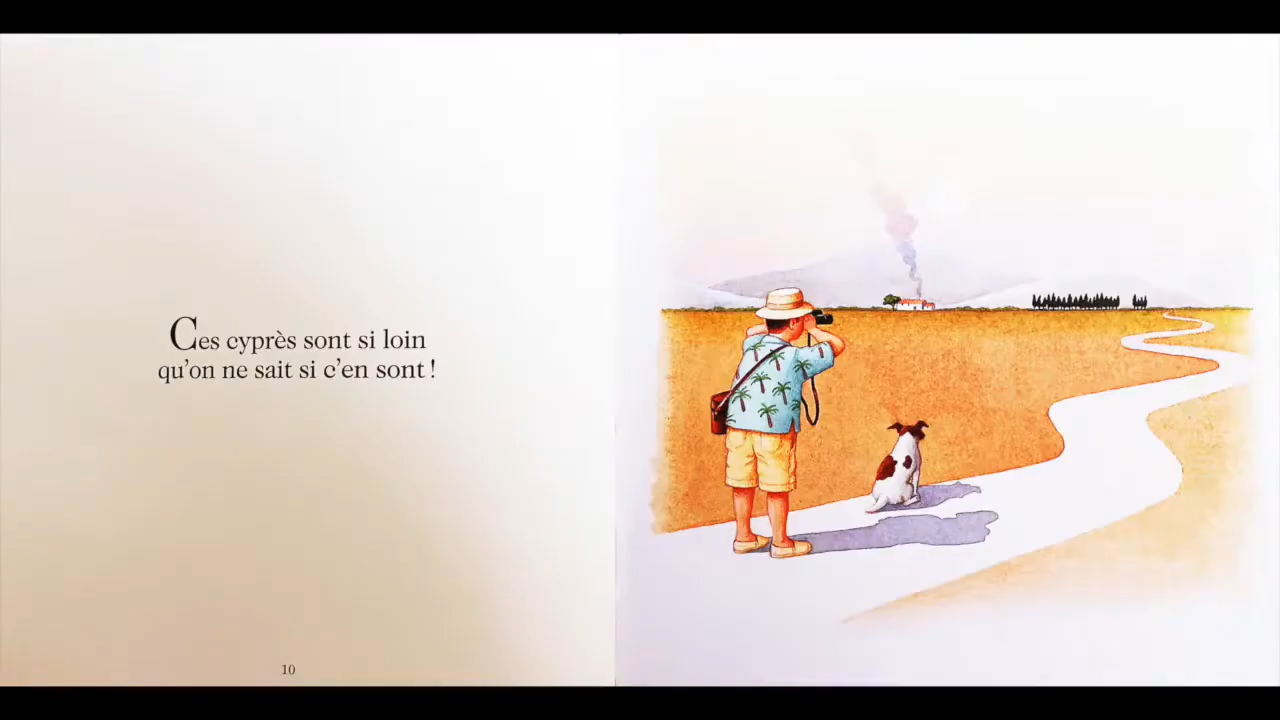 Ces cyprès sont si loin
qu’on ne sait si c’en sont !
10